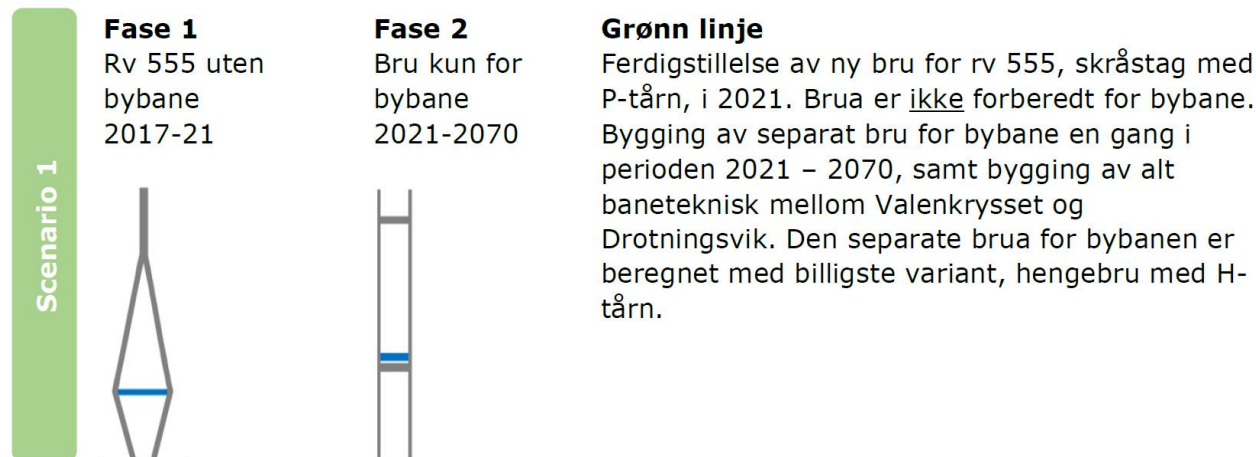 Scenario 1
Fase 1
Rv 555 uten
bybane
2017-21
Fase 2
Bru kun for
bybane
2021-2070
Grønn linje
Ferdigstillelse av ny bru for rv 555, skråstag med
P-tårn, i 2021. Brua er ikke forberedt for bybane.
Bygging av separat bru for bybane en gang i
perioden 2021 – 2070, samt bygging av alt
baneteknisk mellom Valenkrysset og
Drotningsvik. Den separate brua for bybanen er
beregnet med billigste variant, hengebru med H-
tårn.